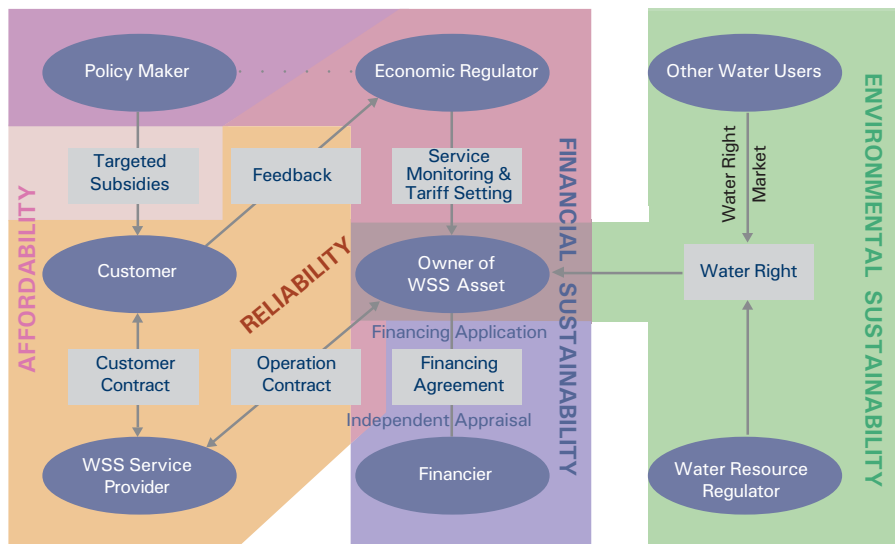 Policy Maker
Economic Regulator
Other Water Users
Targeted
Subsidies
Feedback
Service
Monitoring &
Tariff Setting
Water Right
Market
Customer
Owner of
WSS Asset
Water Right
Financing Application
Customer
Contract
Operation
Contract
Financing
Agreement
Independent Appraisal
WSS Service
Provider
Financier
Water Resource
Regulator
AFFORDABILITY
RELIABILITY
FINANCIAL SUSTAINABILITY
ENVIRONMENTAL SUSTAINABILITY